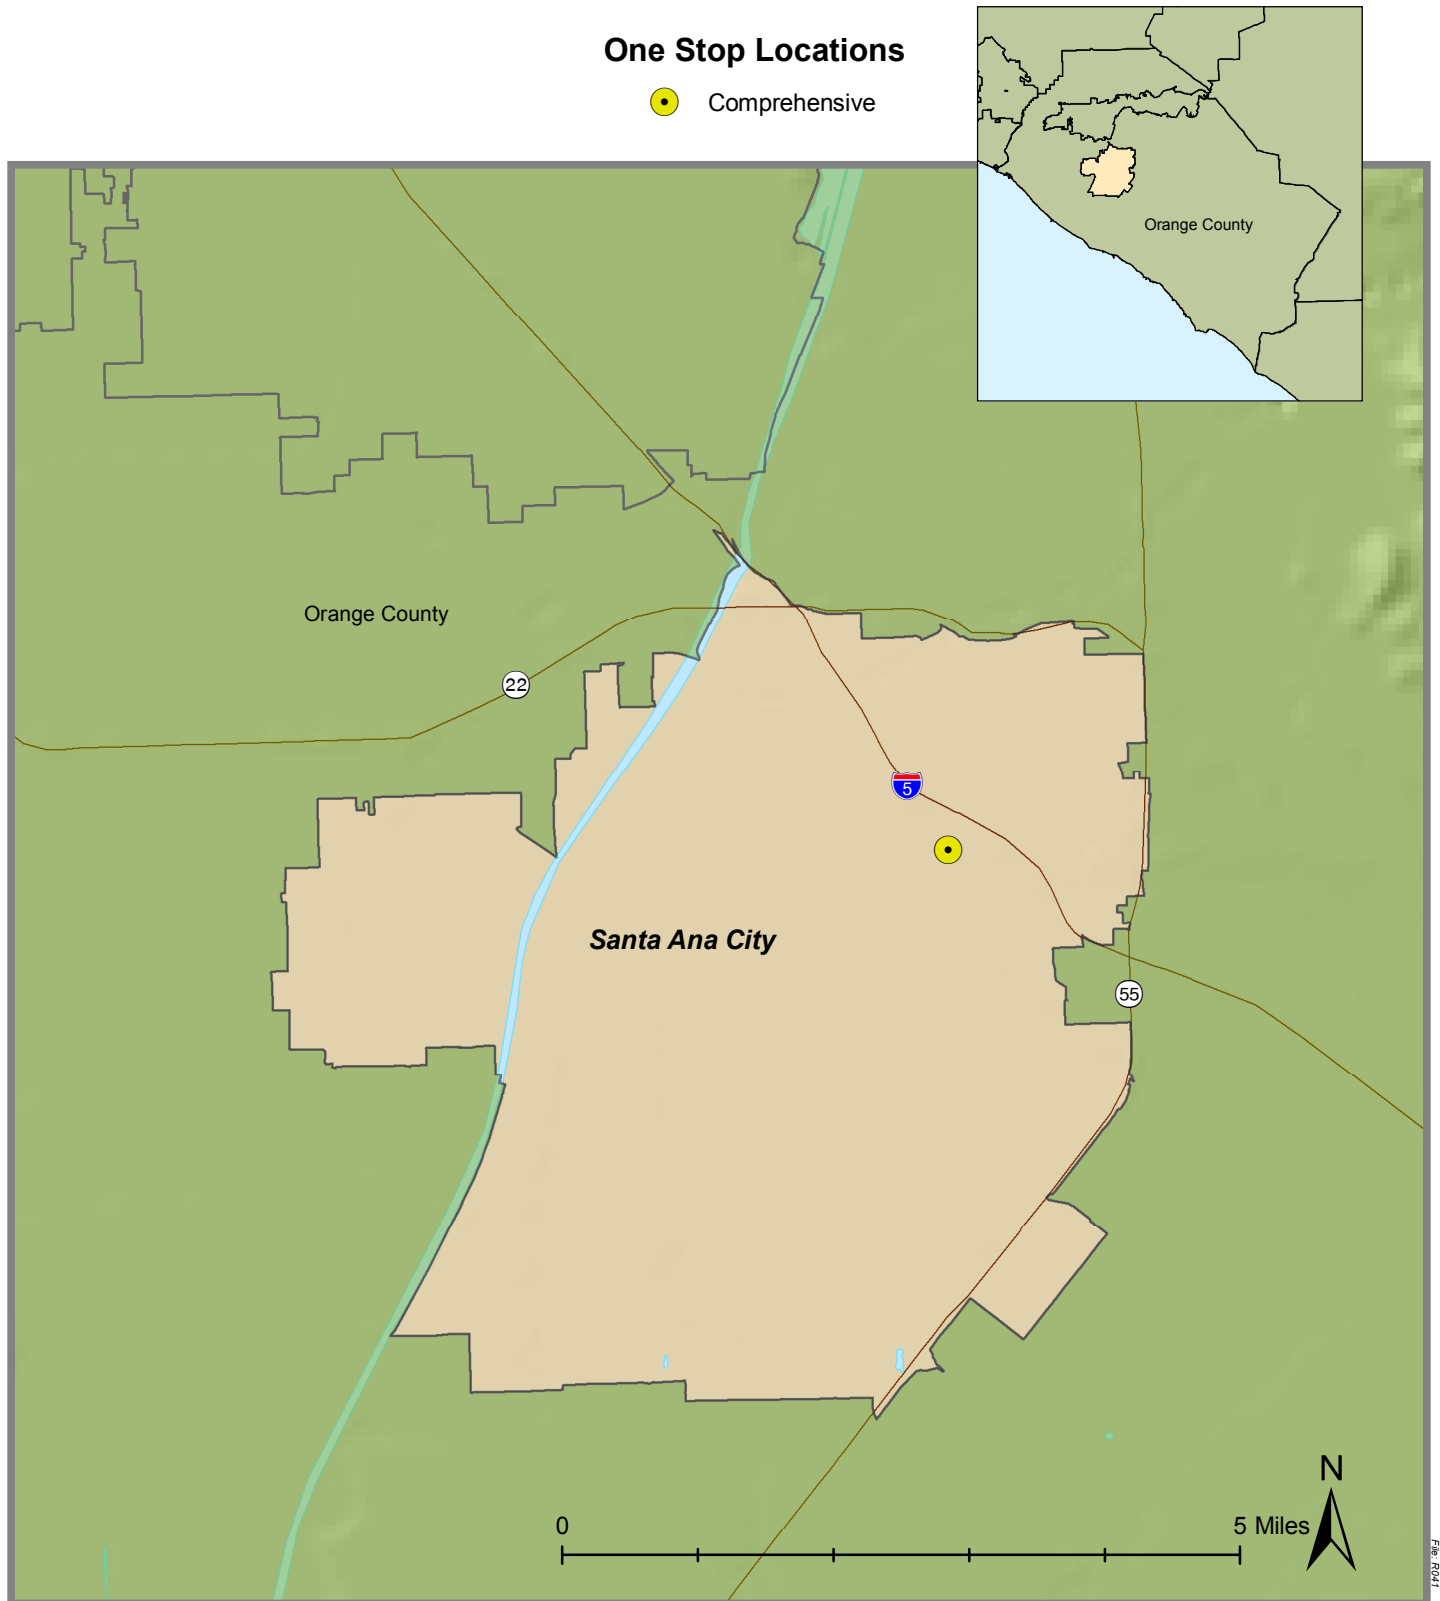 One Stop Locations
Comprehensive
Orange County
Orange County
22
5
Santa Ana City
55
N
0
5 Miles
File: R041